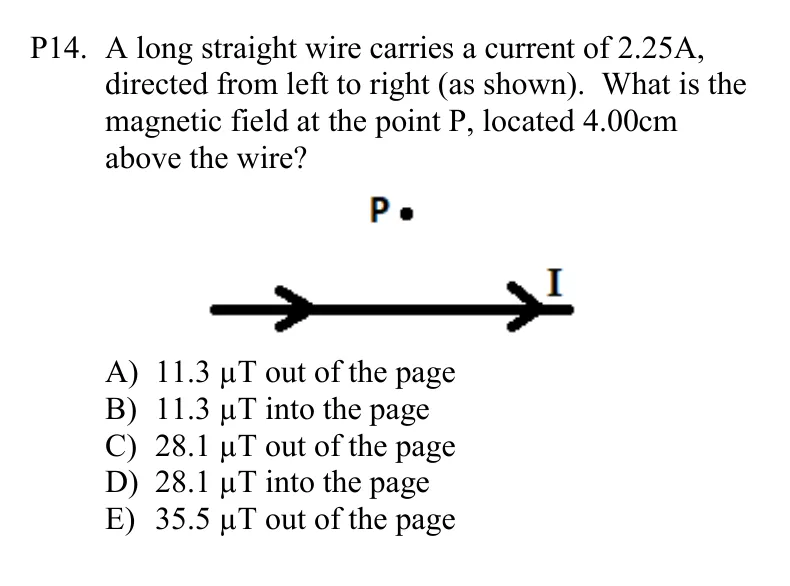 P14. A long straight wire carries a current of 2.25A,
directed from left to right (as shown). What is the
magnetic field at the point P, located 4.00cm
above the wire?
P
I
A) 11.3 μT out of the page
B) 11.3 μT into the page
C) 28.1 μT out of the page
D) 28.1 μT into the page
E) 35.5 μT out of the page